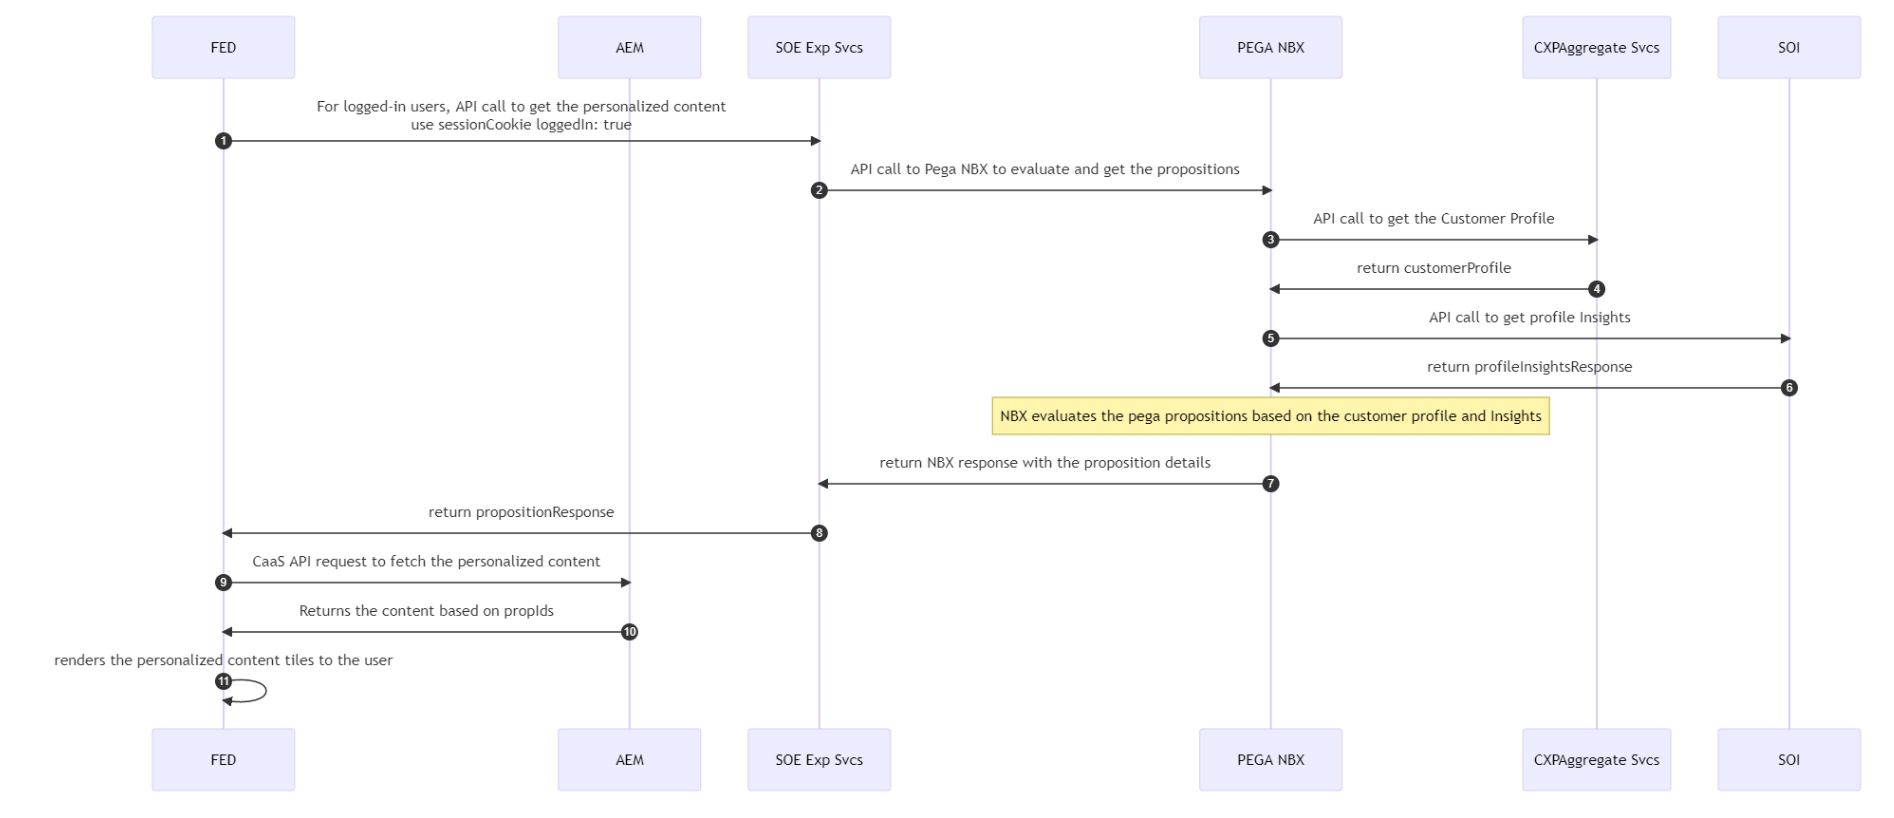 FED
AEM
SOE Exp Svcs
PEGA NBX
CXPAggregate Svcs
SOI
For logged-in users, API call to get the personalized content
use sessionCookie loggedIn: true
1
API call to Pega NBX to evaluate and get the propositions
2
API call to get the Customer Profile
3
return customerProfile
4
API call to get profile Insights
5
return profileInsightsResponse
6
NBX evaluates the pega propositions based on the customer profile and Insights
return NBX response with the proposition details
7
return propositionResponse
8
CaaS API request to fetch the personalized content
9
Returns the content based on propIds
10
renders the personalized content tiles to the user
11
FED
AEM
SOE Exp Svcs
PEGA NBX
CXPAggregate Svcs
SOI